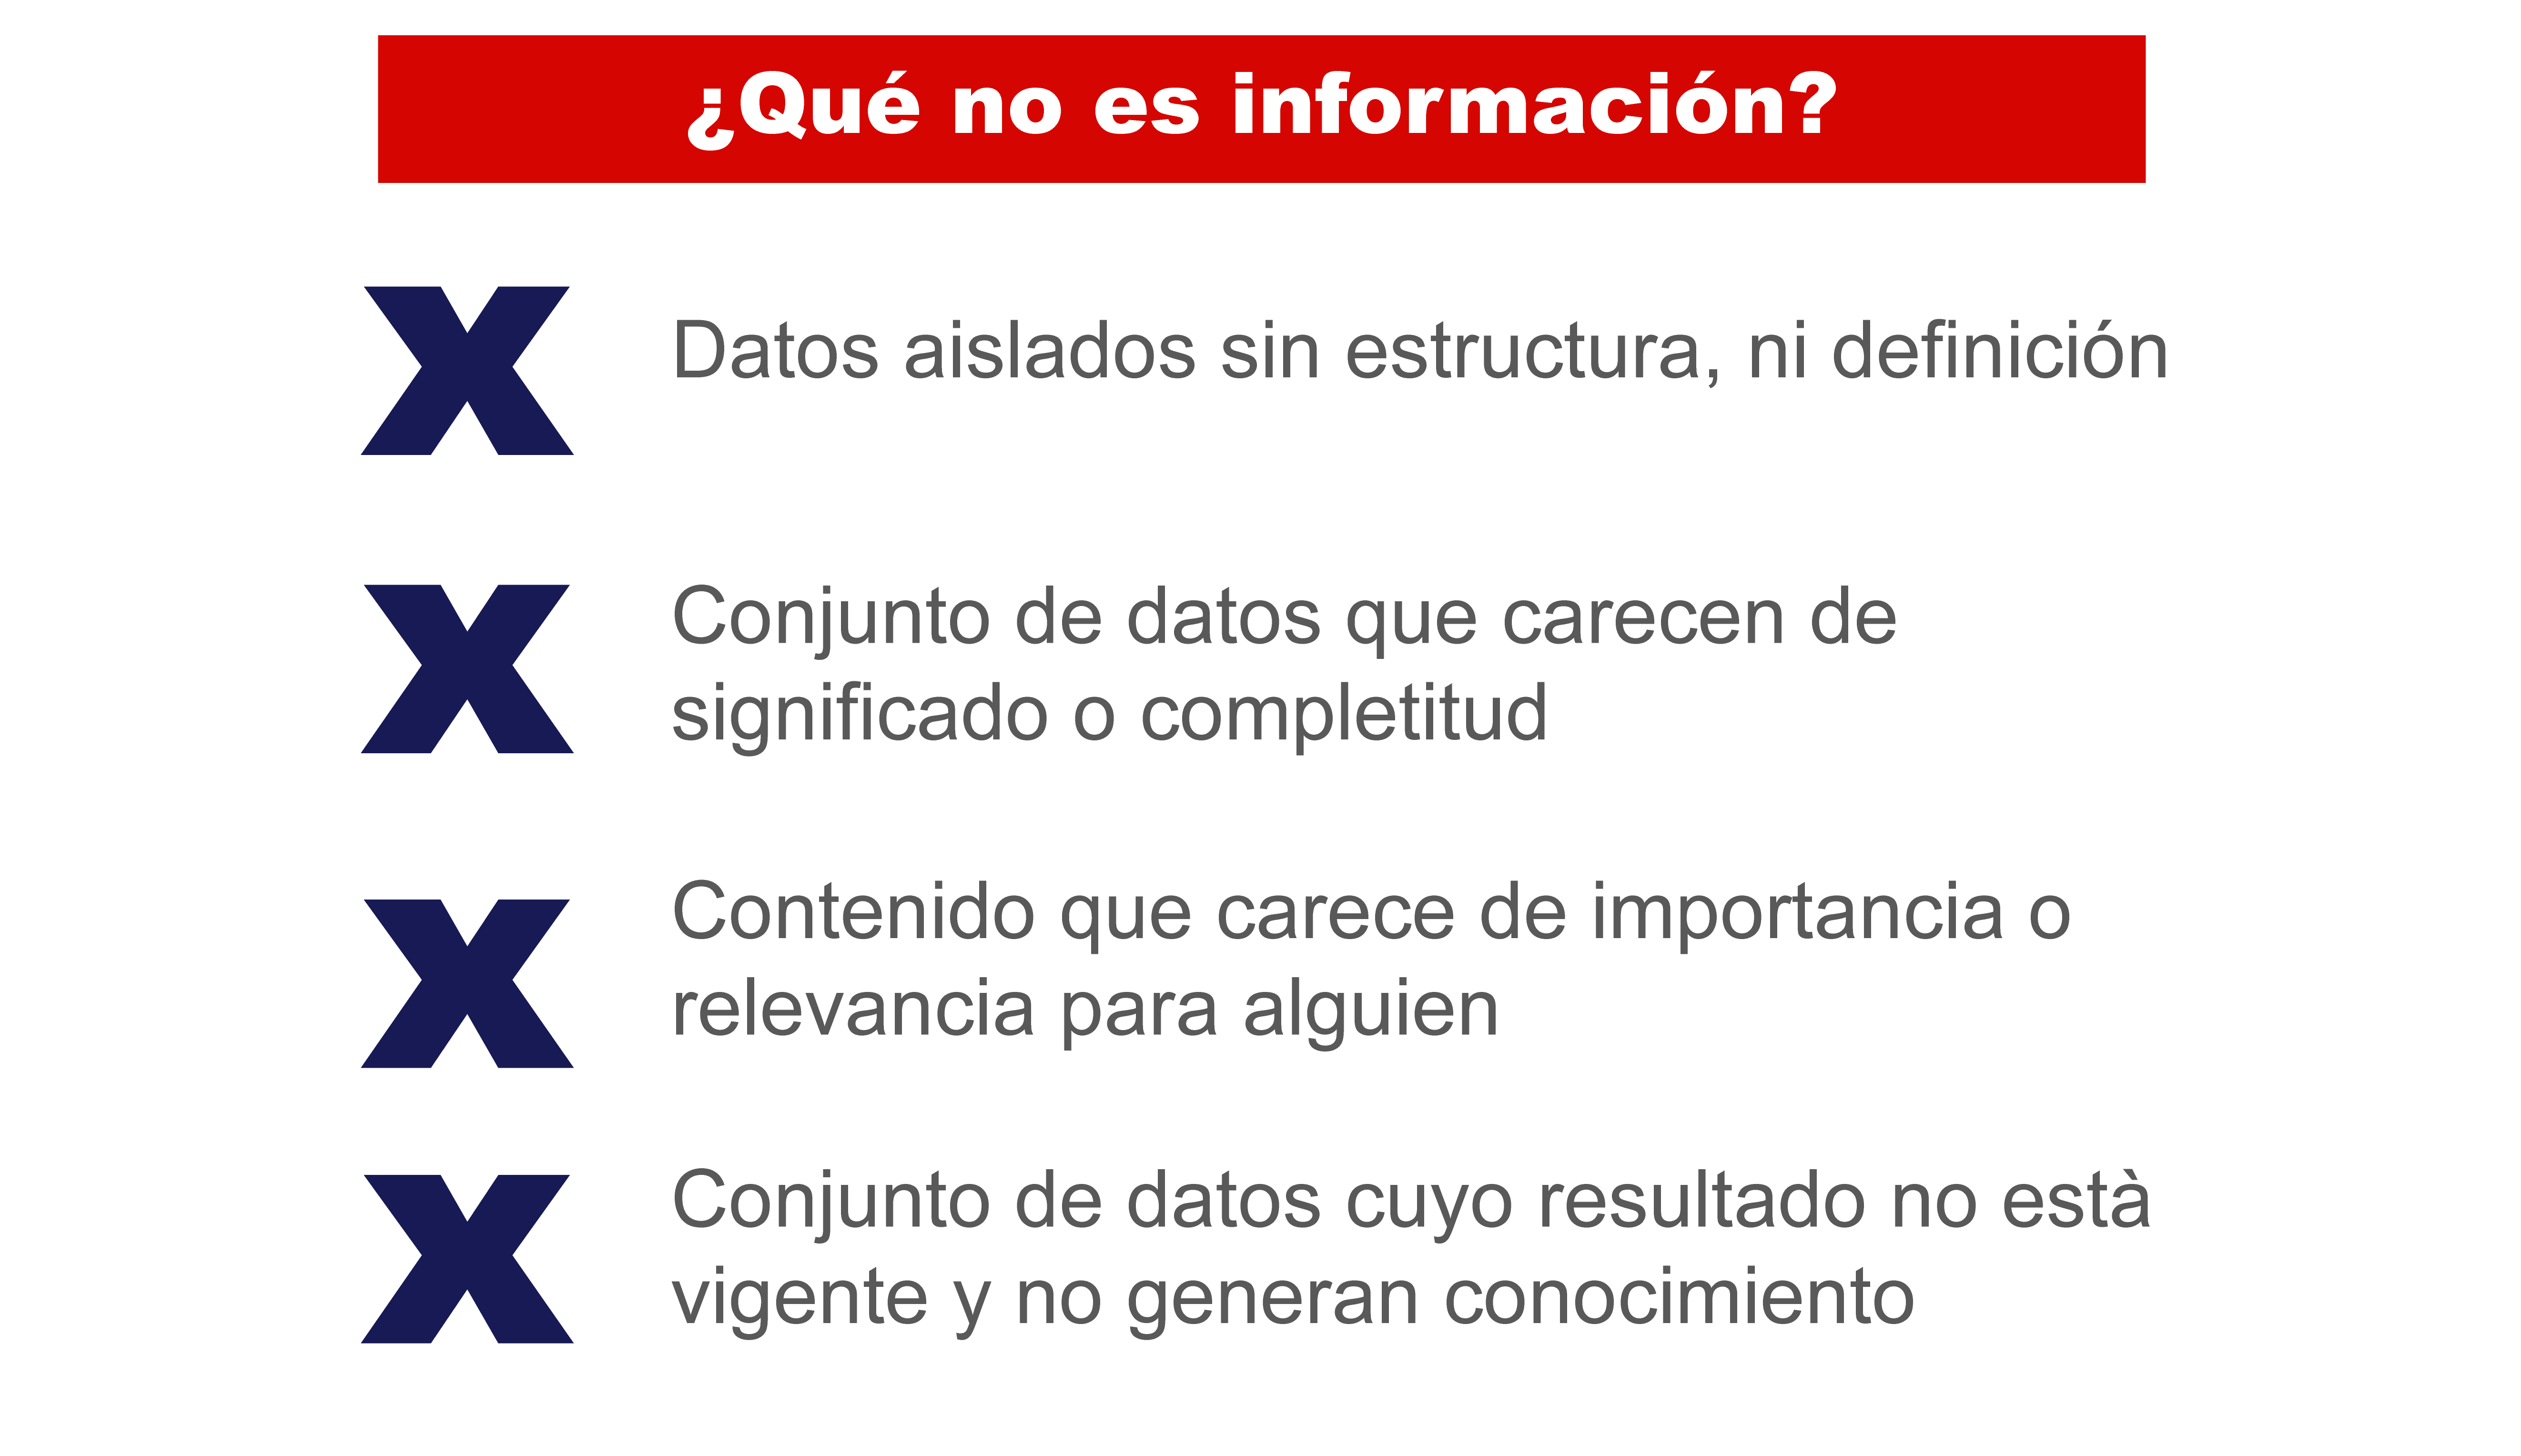 ¿Qué no es información?
X Datos aislados sin estructura, ni definición
X Conjunto de datos que carecen de
significado o completitud
X Contenido que carece de importancia o
relevancia para alguien
X Conjunto de datos cuyo resultado no està
vigente y no generan conocimiento